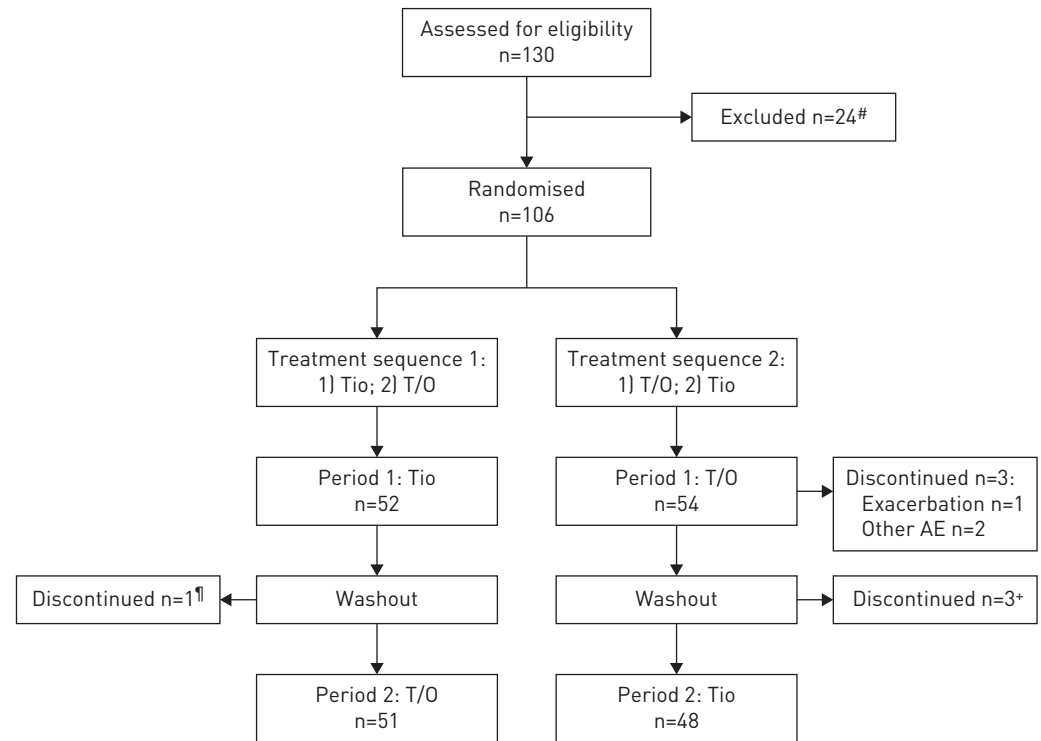 Assessed for eligibility
n=130
Excluded n=24#
Randomised
n=106
Treatment sequence 1:
1) Tio; 2) T/O
Treatment sequence 2:
1) T/O; 2) Tio
Period 1: Tio
n=52
Period 1: T/O
n=54
Discontinued n=3:
Exacerbation n=1
Other AE n=2
Discontinued n=1¶
Washout
Washout
Discontinued n=3+
Period 2: T/O
n=51
Period 2: Tio
n=48